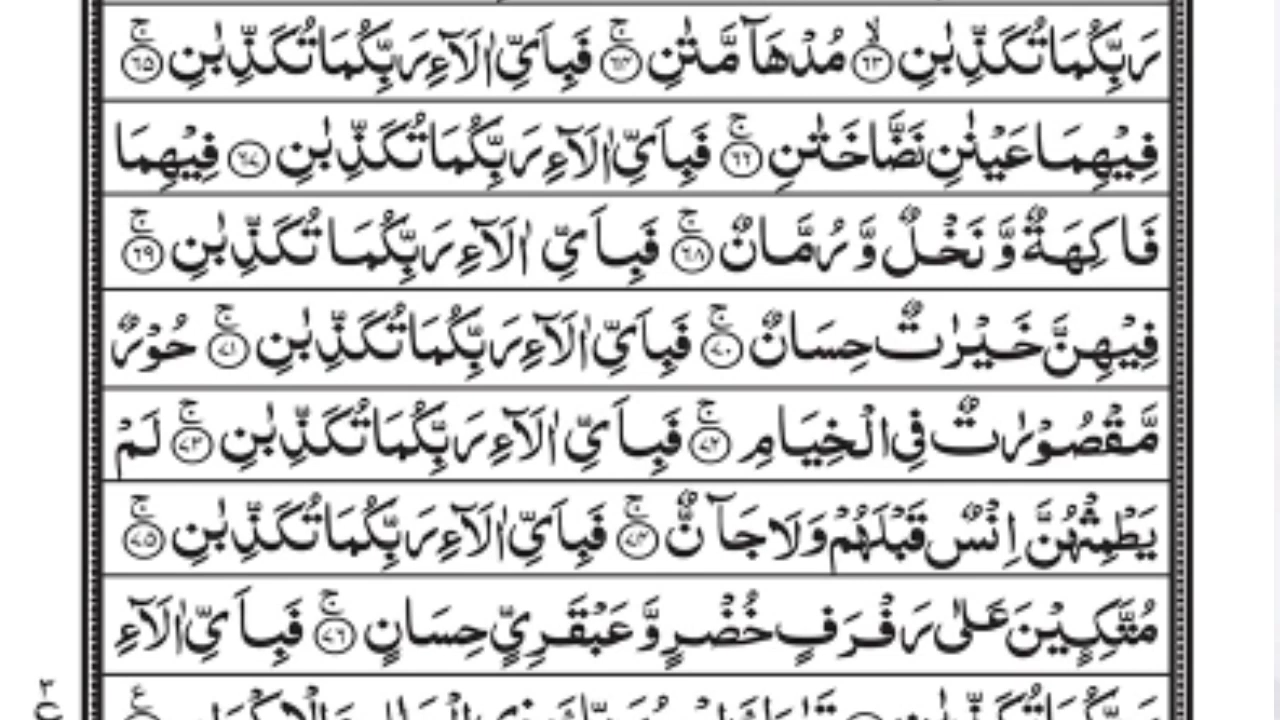 رَبِّكُمَا تُكَذِّبٰنِ ﴿٦٣﴾ۙ مُدْهَآ مَّتٰنِ ﴿٦٤﴾ۚ فَبِاَيِّ اٰلَآءِ رَبِّكُمَا تُكَذِّبٰنِ ﴿٦٥﴾ۚ
فِيْهِمَا عَيْنٰنِ نَضَّاخَتٰنِ ﴿٦٦﴾ۚ فَبِاَيِّ اٰلَآءِ رَبِّكُمَا تُكَذِّبٰنِ ﴿٦٧﴾ فِيْهِمَا
فَاكِهَةٌ وَّ نَخْلٌ وَّ رُمَّانٌ ﴿٦٨﴾ۚ فَبِاَيِّ اٰلَآءِ رَبِّكُمَا تُكَذِّبٰنِ ﴿٦٩﴾ۚ
فِيْهِنَّ خَيْرٰتٌ حِسَانٌ ﴿٧٠﴾ۚ فَبِاَيِّ اٰلَآءِ رَبِّكُمَا تُكَذِّبٰنِ ﴿٧١﴾ۚ حُوْرٌ
مَّقْصُوْرٰتٌ فِي الْخِيَامِ ﴿٧٢﴾ۚ فَبِاَيِّ اٰلَآءِ رَبِّكُمَا تُكَذِّبٰنِ ﴿٧٣﴾ۚ لَمْ
يَطْمِثْهُنَّ اِنْسٌ قَبْلَهُمْ وَلَا جَآنٌّ ﴿٧٤﴾ۚ فَبِاَيِّ اٰلَآءِ رَبِّكُمَا تُكَذِّبٰنِ ﴿٧٥﴾ۚ
مُتَّكِـِٕيْنَ عَلٰى رَفْرَفٍ خُضْرٍ وَّ عَبْقَرِيٍّ حِسَانٍ ﴿٧٦﴾ۚ فَبِاَيِّ اٰلَآءِ